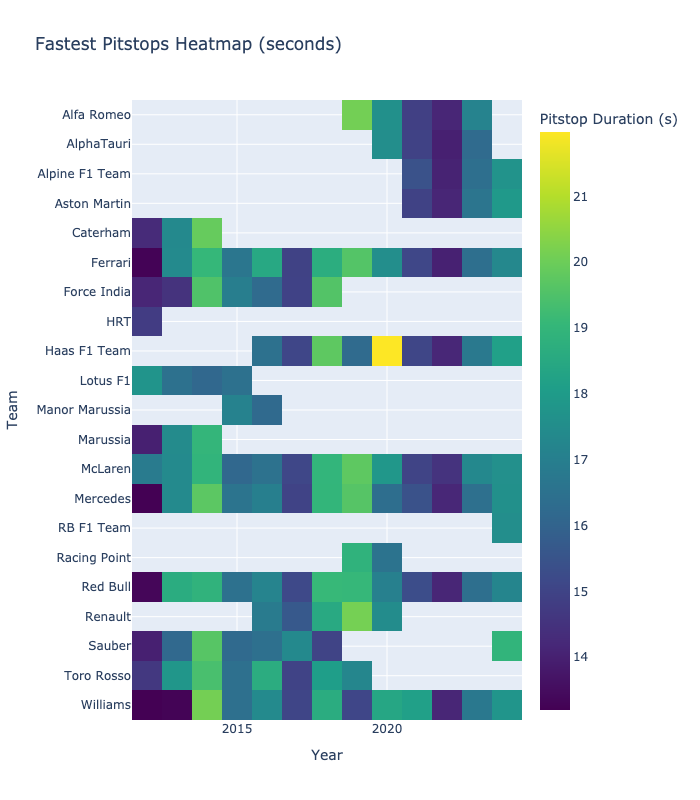 Fastest Pitstops Heatmap (seconds)
Pitstop Duration (s)
Alfa Romeo
AlphaTauri
Alpine F1 Team
Aston Martin
Caterham
Ferrari
Force India
HRT
Haas F1 Team
Lotus F1
Manor Marussia
Marussia
McLaren
Mercedes
RB F1 Team
Racing Point
Red Bull
Renault
Sauber
Toro Rosso
Williams
Team
2015
2020
Year
21
20
19
18
17
16
15
14